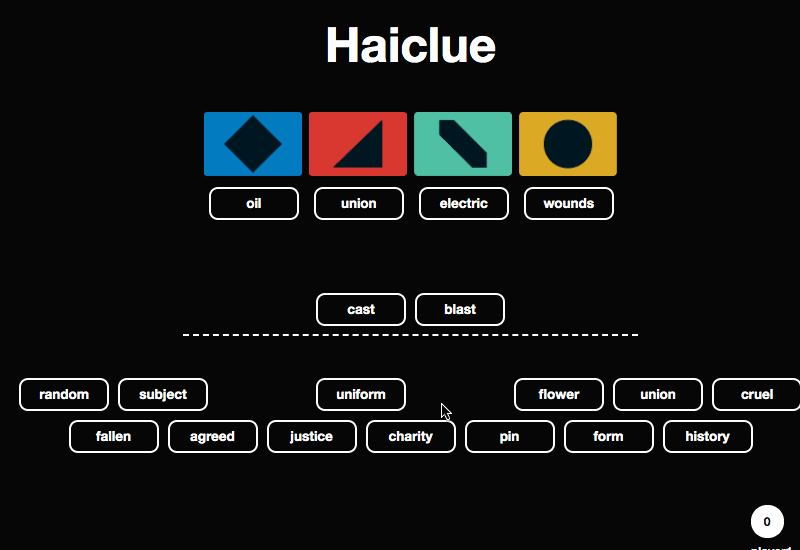 Haiclue
oil union electric wounds
cast blast
random subject uniform flower union cruel
fallen agreed justice charity pin form history
0